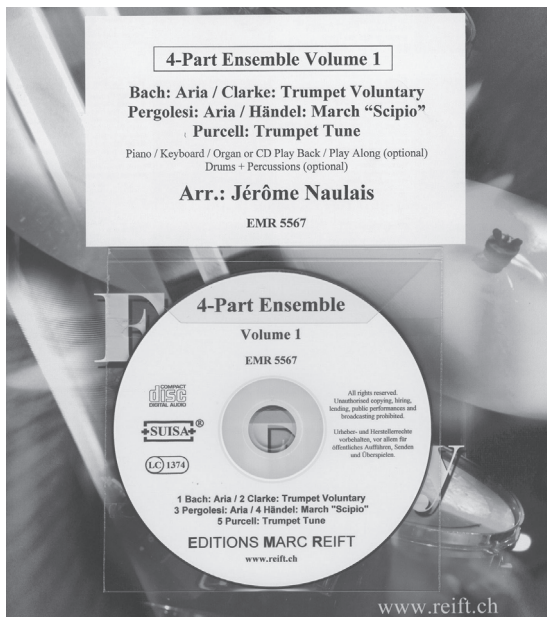 4-Part Ensemble Volume 1
Bach: Aria / Clarke: Trumpet Voluntary
Pergolesi: Aria / Händel: March “Scipio”
Purcell: Trumpet Tune
Piano / Keyboard / Organ or CD Play Back / Play Along (optional)
Drums + Percussions (optional)
Arr.: Jérôme Naulais
EMR 5567
4-Part Ensemble
Volume 1
EMR 5567
COMPACT
disc
DIGITAL AUDIO
SUISA®
LC 1374
All rights reserved.
Unauthorised copying, hiring,
lending, public performances and
broadcasting prohibited.
Urheber- und Herstellerrechte
vorbehalten, vor allem für
öffentliches Aufführen, Senden
und Überspielen.
1 Bach: Aria / 2 Clarke: Trumpet Voluntary
3 Pergolesi: Aria / 4 Händel: March "Scipio"
5 Purcell: Trumpet Tune
EDITIONS MARC REIFT
www.reift.ch
www.reift.ch